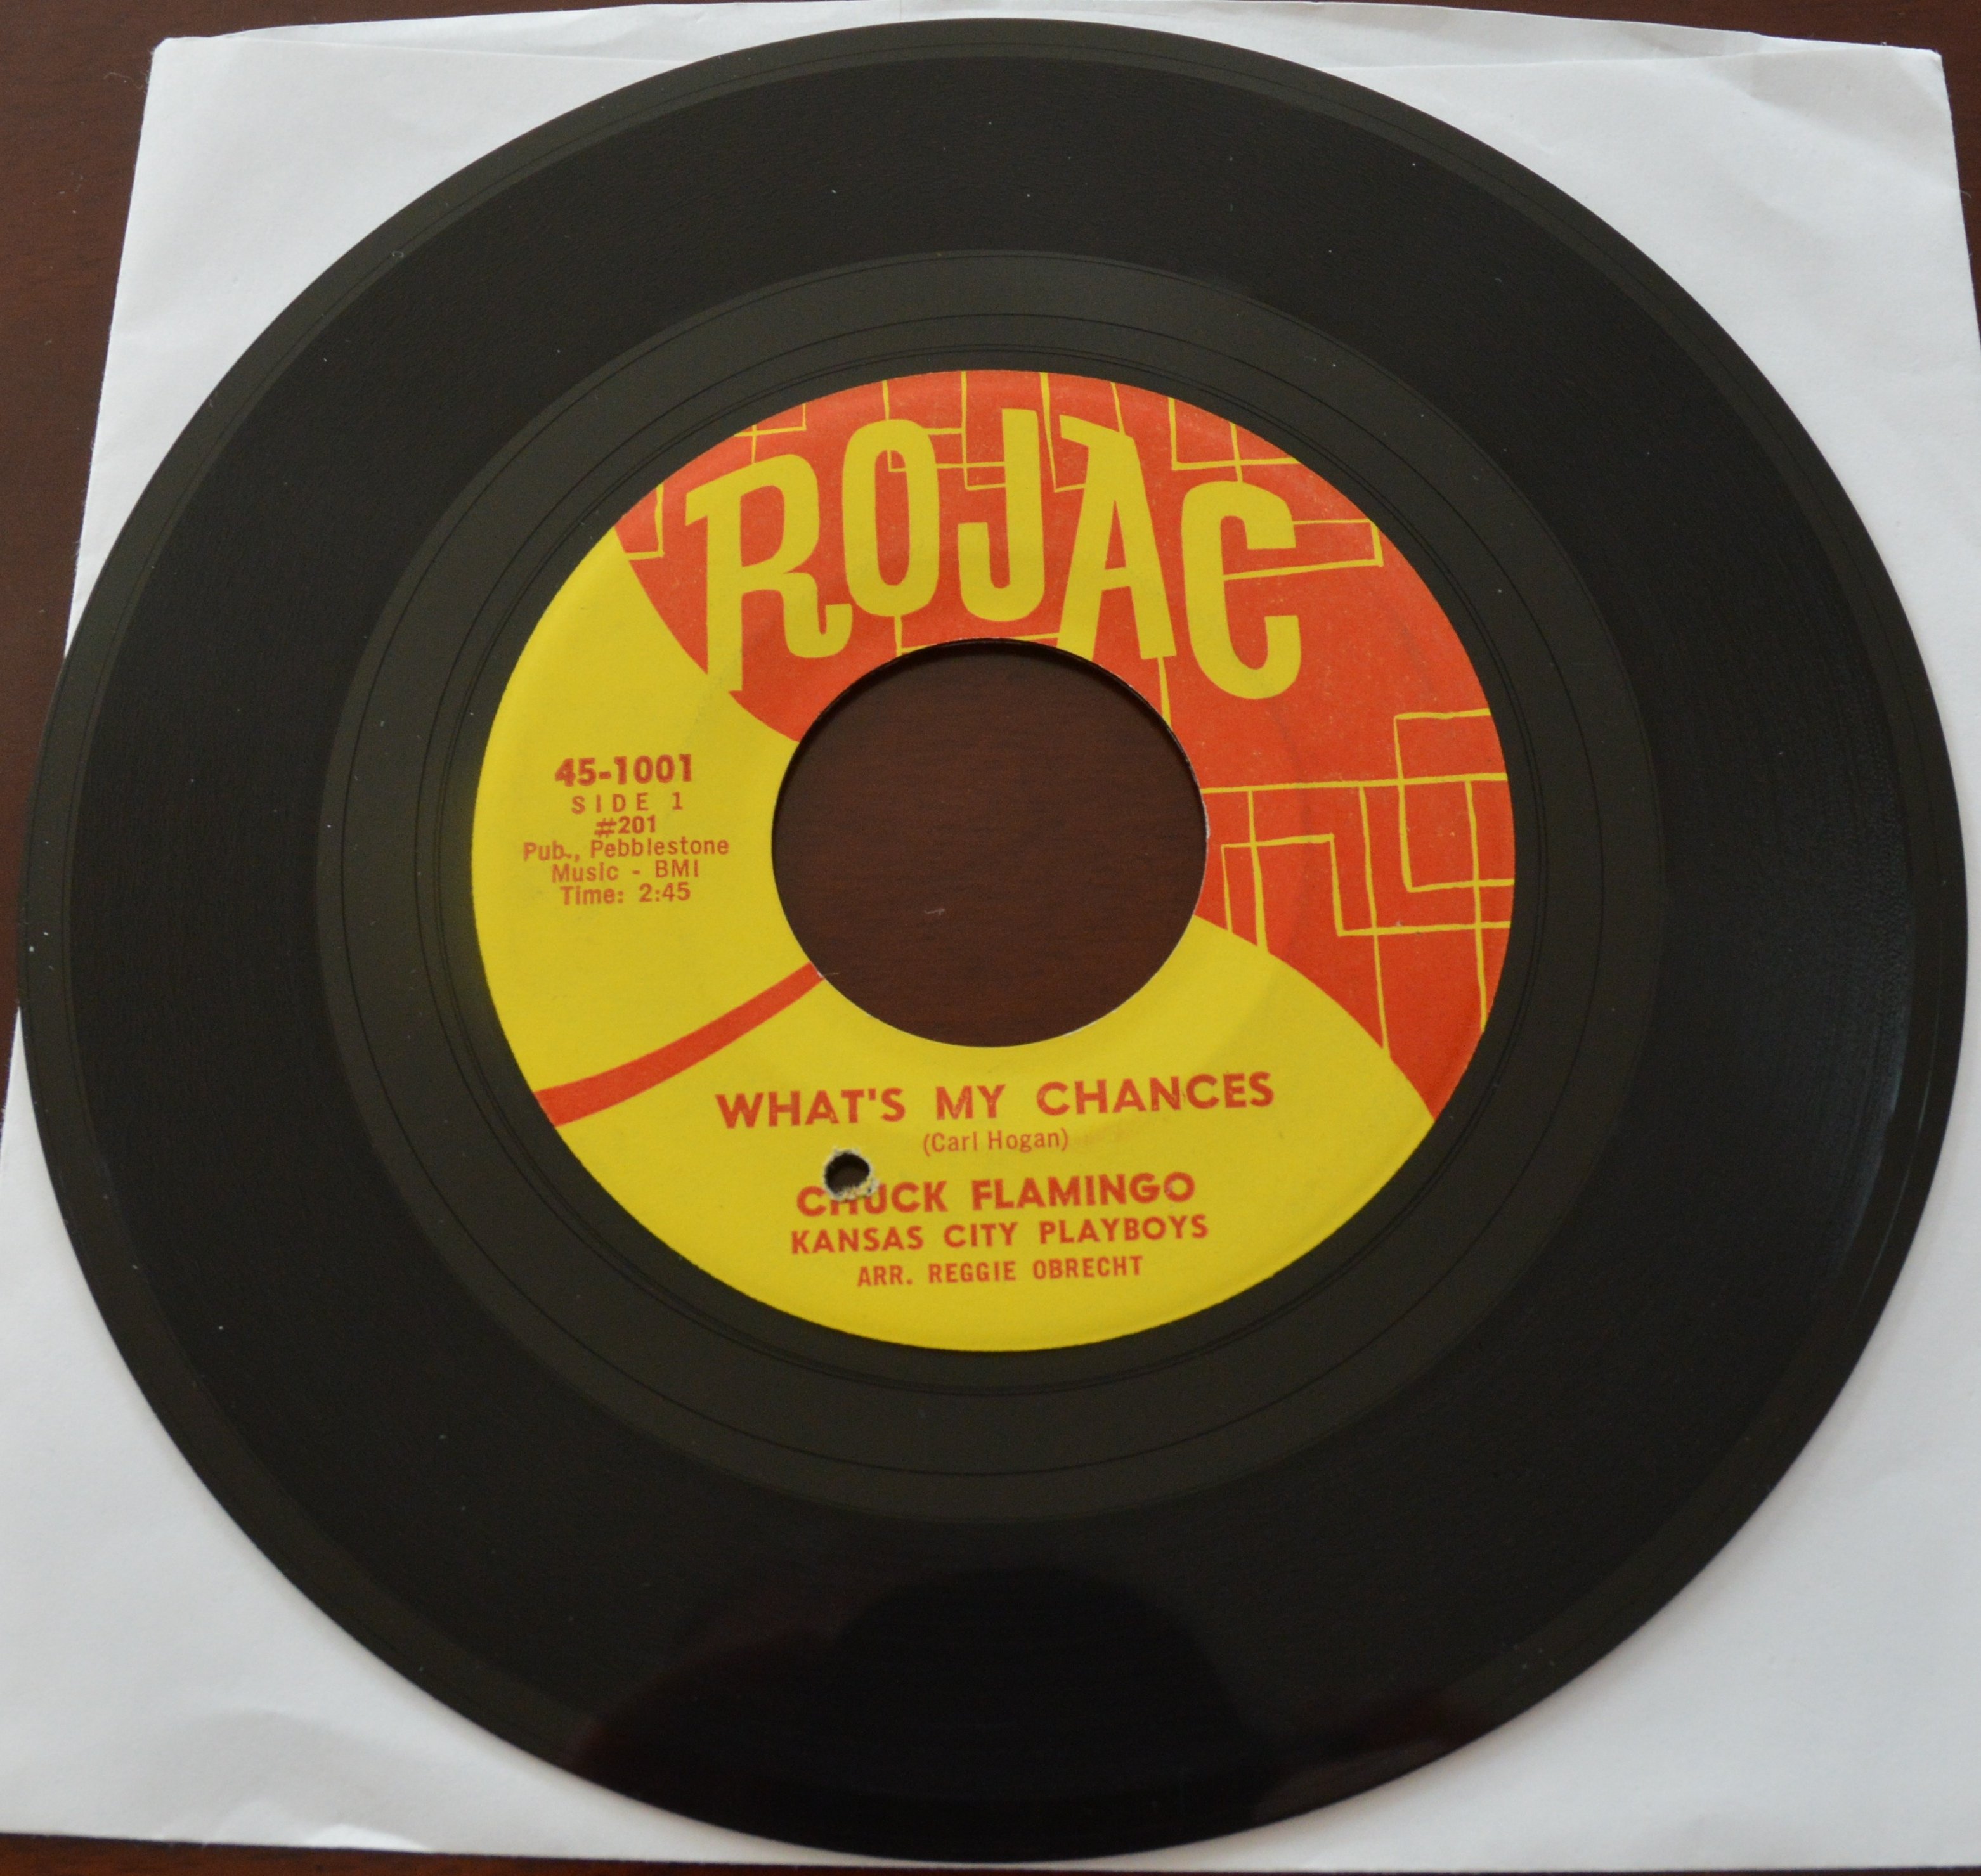 ROJAC
45-1001
SIDE 1
#201
Pub., Pebblestone
Music - BMI
Time: 2:45
WHAT'S MY CHANCES
(Carl Hogan)
CHUCK FLAMINGO
KANSAS CITY PLAYBOYS
ARR. REGGIE OBRECHT